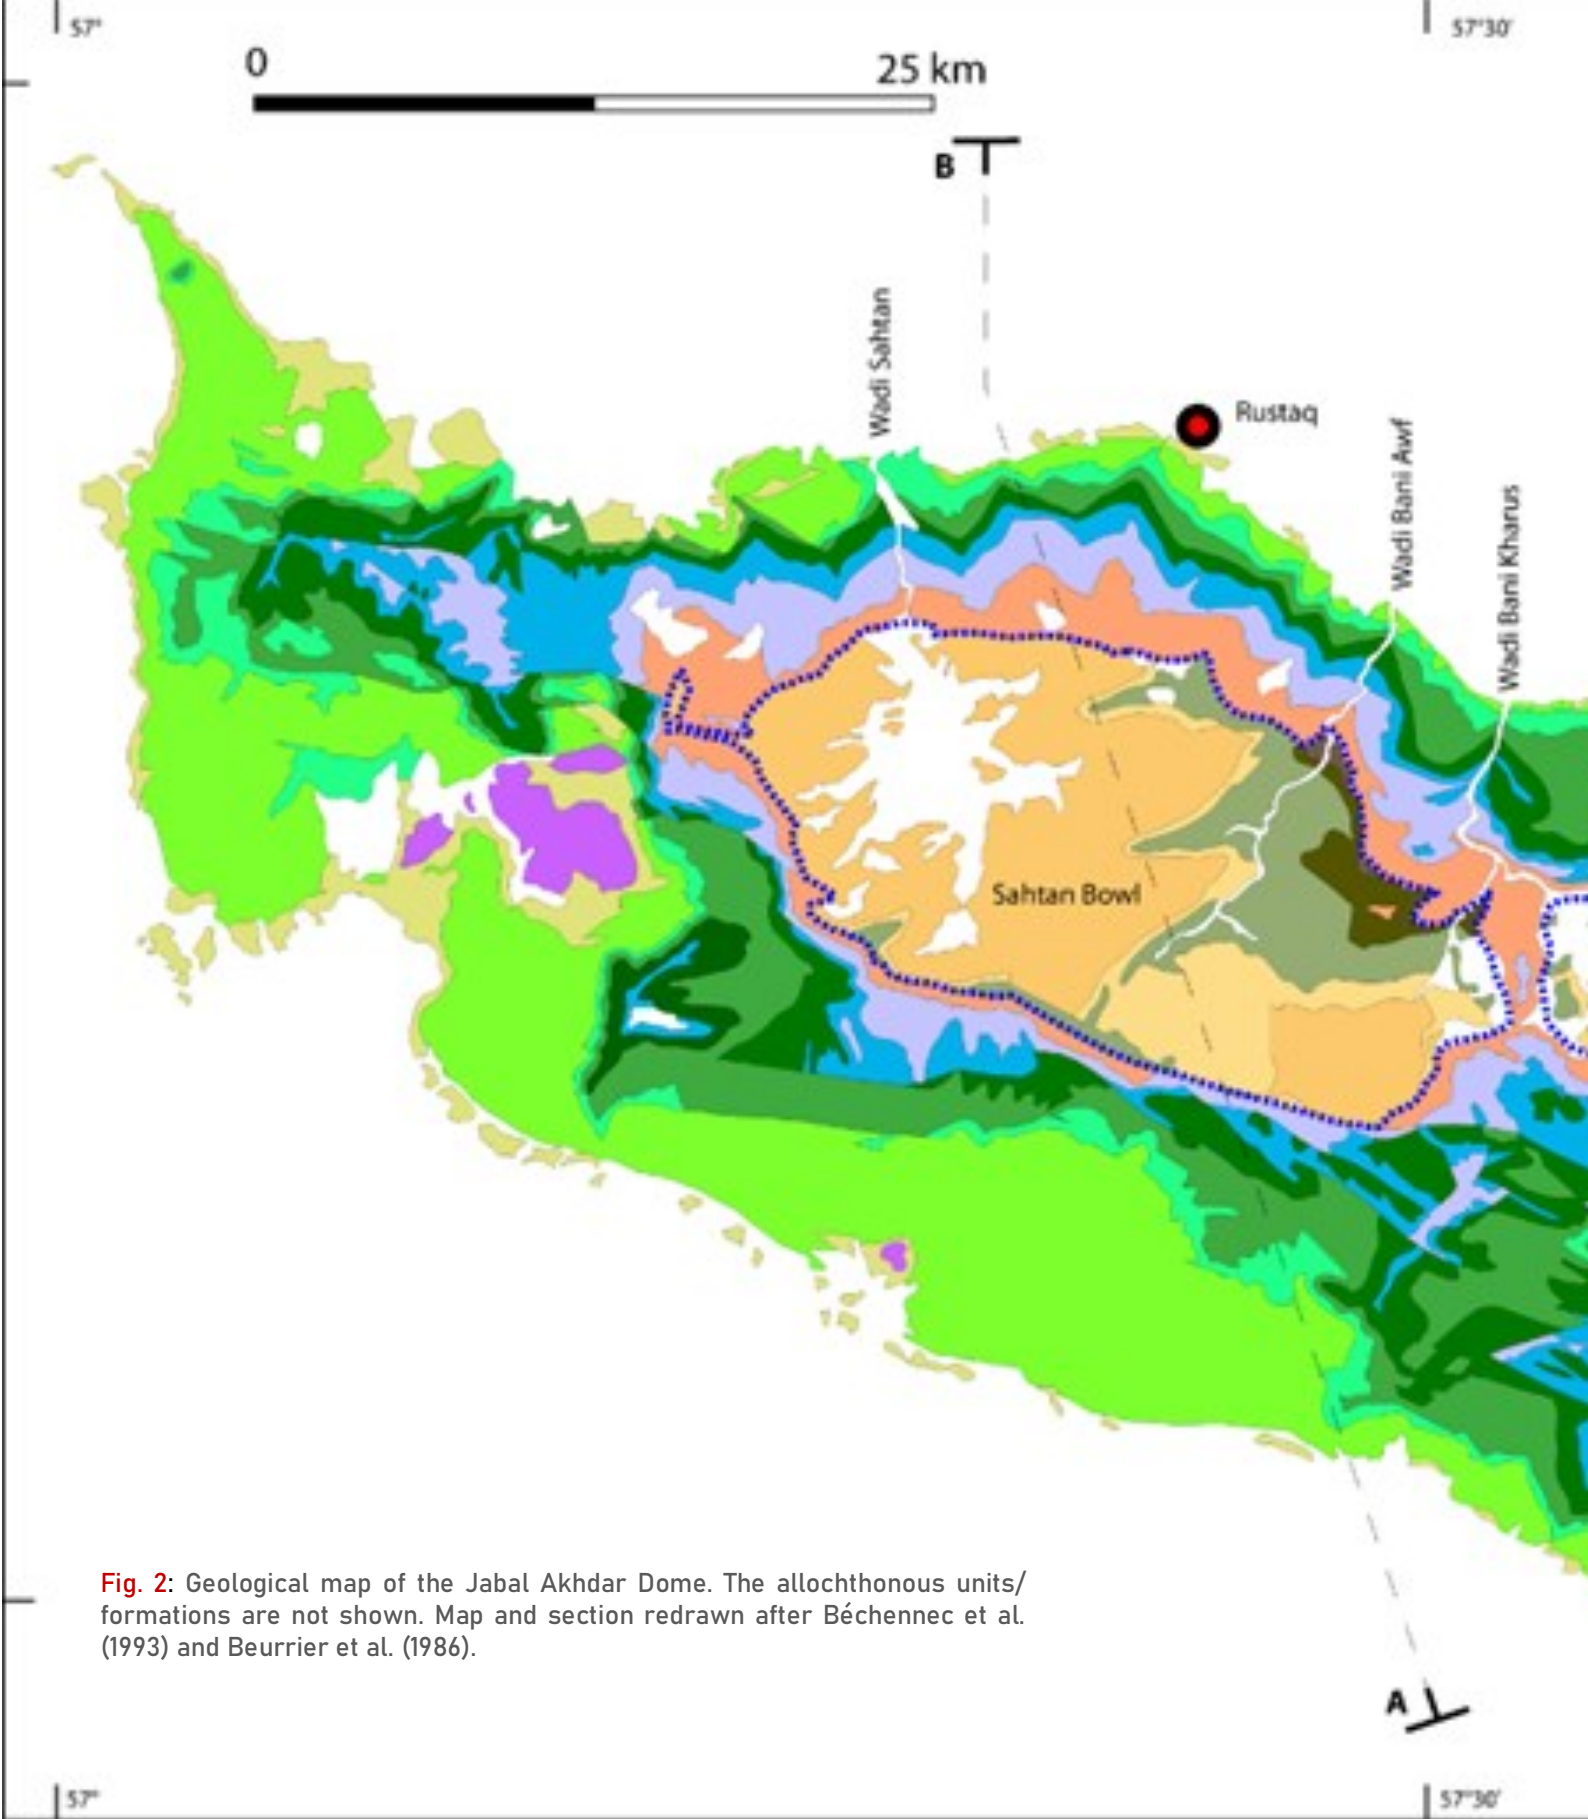 57°
57°30'
0
25 km
B
Wadi Sahtan
Rustaq
Wadi Bani Awf
Wadi Bani Kharus
Sahtan Bowl
Fig. 2: Geological map of the Jabal Akhdar Dome. The allochthonous units/
formations are not shown. Map and section redrawn after Béchennec et al.
(1993) and Beurrier et al. (1986).
A
57°
57°30'